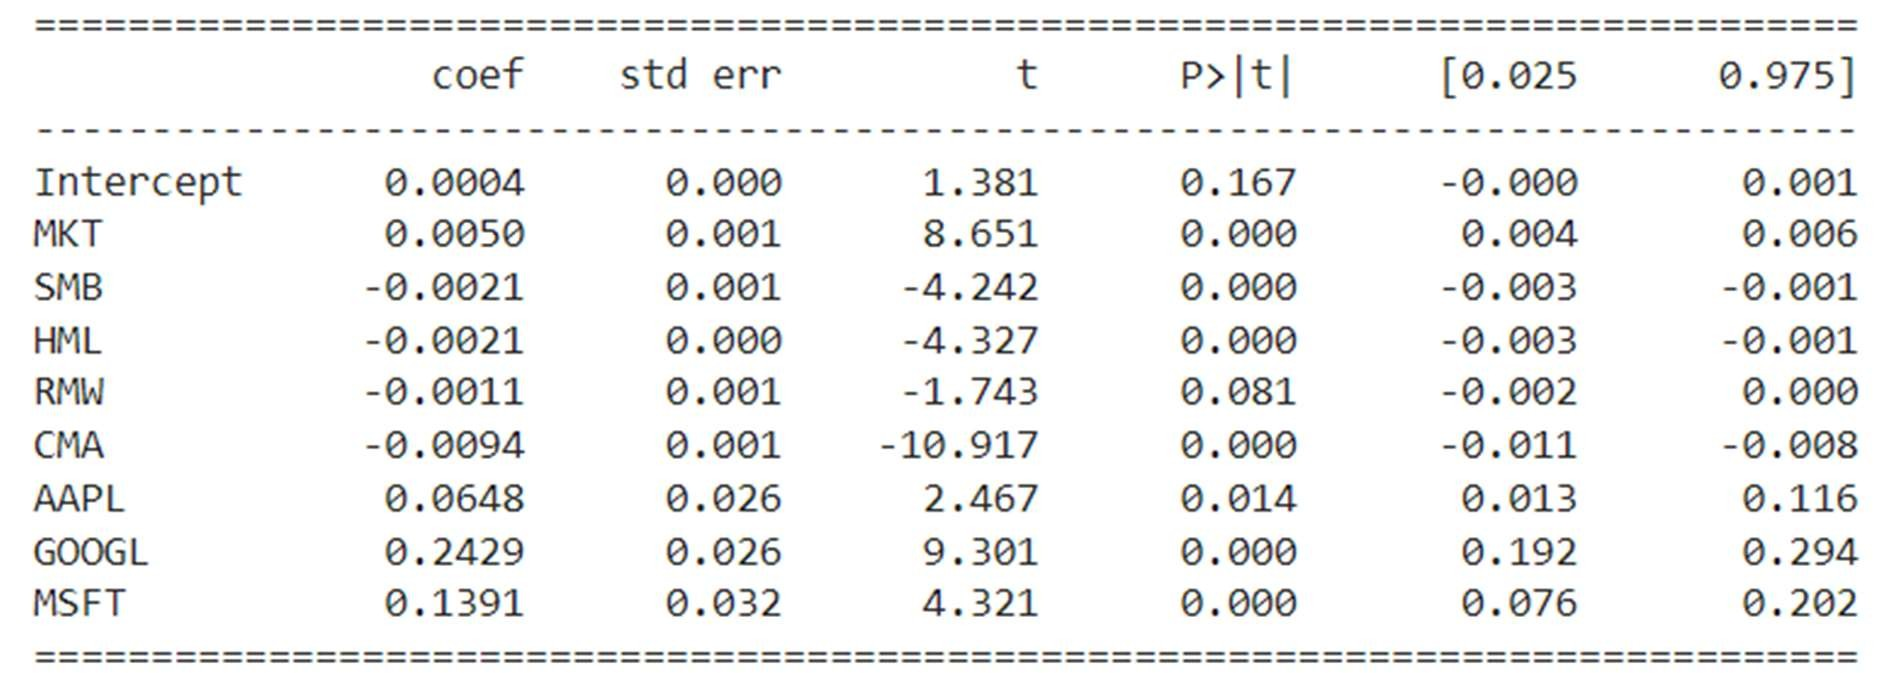 ==============================================================================
coef std err t P>|t| [0.025 0.975]
------------------------------------------------------------------------------
Intercept 0.0004 0.000 1.381 0.167 -0.000 0.001
MKT 0.0050 0.001 8.651 0.000 0.004 0.006
SMB -0.0021 0.001 -4.242 0.000 -0.003 -0.001
HML -0.0021 0.000 -4.327 0.000 -0.003 -0.001
RMW -0.0011 0.001 -1.743 0.081 -0.002 0.000
CMA -0.0094 0.001 -10.917 0.000 -0.011 -0.008
AAPL 0.0648 0.026 2.467 0.014 0.013 0.116
GOOGL 0.2429 0.026 9.301 0.000 0.192 0.294
MSFT 0.1391 0.032 4.321 0.000 0.076 0.202
==============================================================================